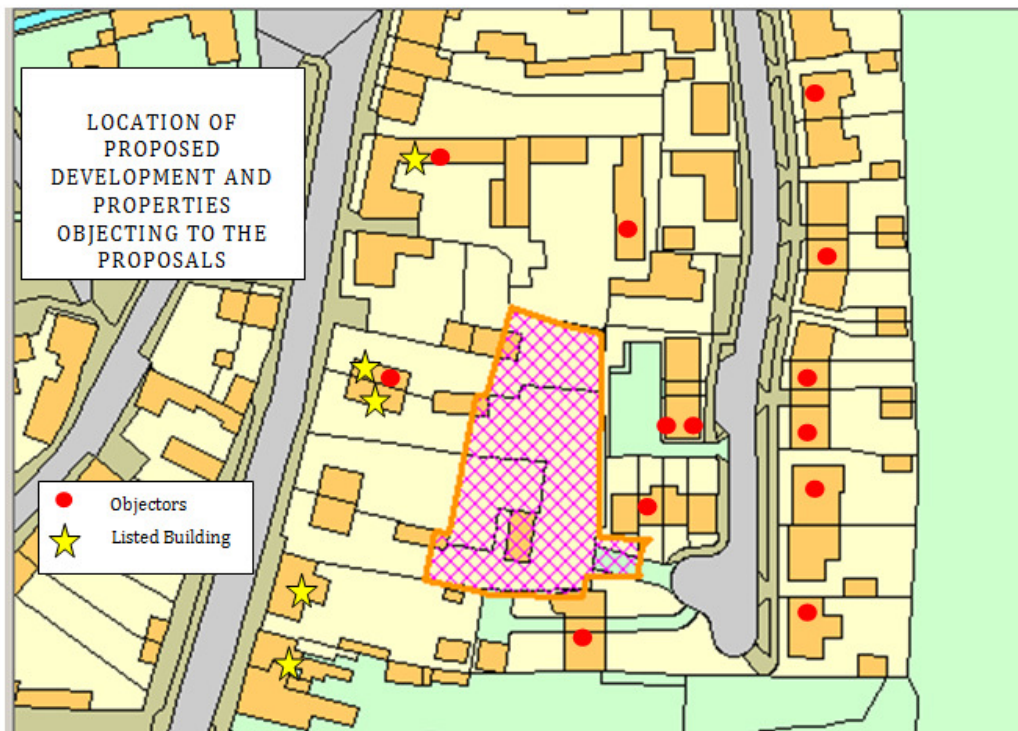 LOCATION OF
PROPOSED
DEVELOPMENT AND
PROPERTIES
OBJECTING TO THE
PROPOSALS
Objectors
Listed Building